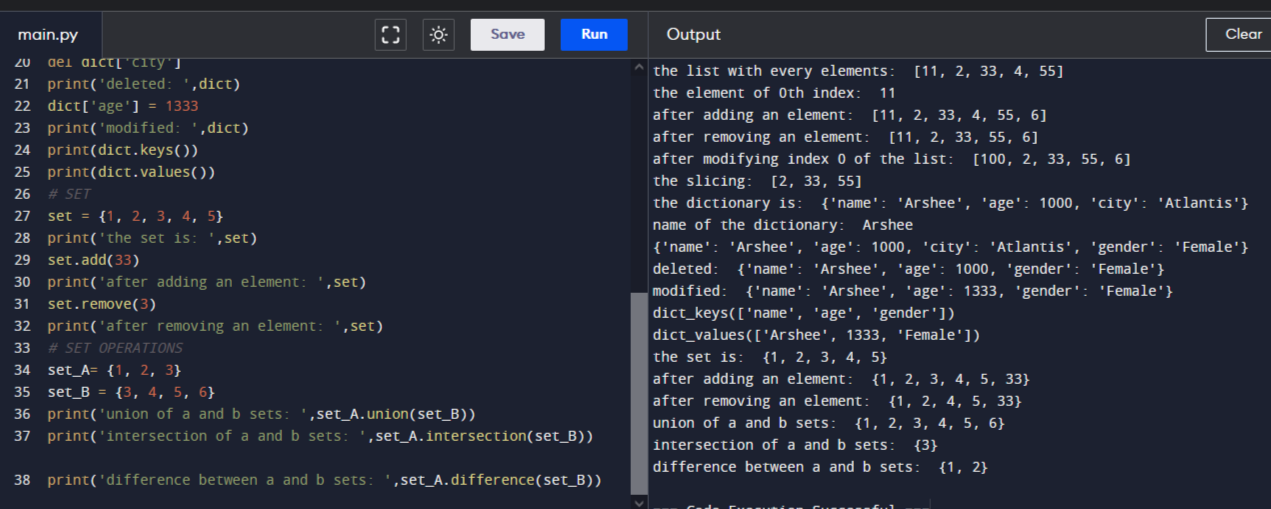 main.py
Save
Run
20 del dict['city']
21 print('deleted: ',dict)
22 dict['age'] = 1333
23 print('modified: ',dict)
24 print(dict.keys())
25 print(dict.values())
26 # SET
27 set = {1, 2, 3, 4, 5}
28 print('the set is: ',set)
29 set.add(33)
30 print('after adding an element: ',set)
31 set.remove(3)
32 print('after removing an element: ',set)
33 # SET OPERATIONS
34 set_A= {1, 2, 3}
35 set_B = {3, 4, 5, 6}
36 print('union of a and b sets: ',set_A.union(set_B))
37 print('intersection of a and b sets: ',set_A.intersection(set_B))
38 print('difference between a and b sets: ',set_A.difference(set_B))
Output
Clear
the list with every elements:  [11, 2, 33, 4, 55]
the element of 0th index:  11
after adding an element:  [11, 2, 33, 4, 55, 6]
after removing an element:  [11, 2, 33, 55, 6]
after modifying index 0 of the list:  [100, 2, 33, 55, 6]
the slicing:  [2, 33, 55]
the dictionary is:  {'name': 'Arshee', 'age': 1000, 'city': 'Atlantis'}
name of the dictionary:  Arshee
{'name': 'Arshee', 'age': 1000, 'city': 'Atlantis', 'gender': 'Female'}
deleted:  {'name': 'Arshee', 'age': 1000, 'gender': 'Female'}
modified:  {'name': 'Arshee', 'age': 1333, 'gender': 'Female'}
dict_keys(['name', 'age', 'gender'])
dict_values(['Arshee', 1333, 'Female'])
the set is:  {1, 2, 3, 4, 5}
after adding an element:  {1, 2, 3, 4, 5, 33}
after removing an element:  {1, 2, 4, 5, 33}
union of a and b sets:  {1, 2, 3, 4, 5, 6}
intersection of a and b sets:  {3}
difference between a and b sets:  {1, 2}
=== Code Execution Successful ===